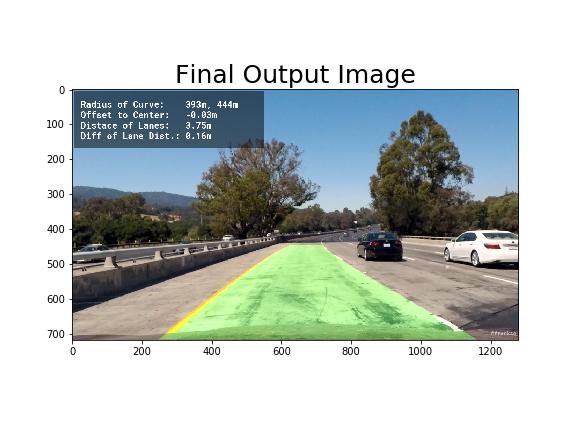 Final Output Image
Radius of Curve: 393m, 444m
Offset to Center: -0.03m
Distace of Lanes: 3.75m
Diff of Lane Dist.: 0.16m
0
100
200
300
400
500
600
700
0 200 400 600 800 1000 1200